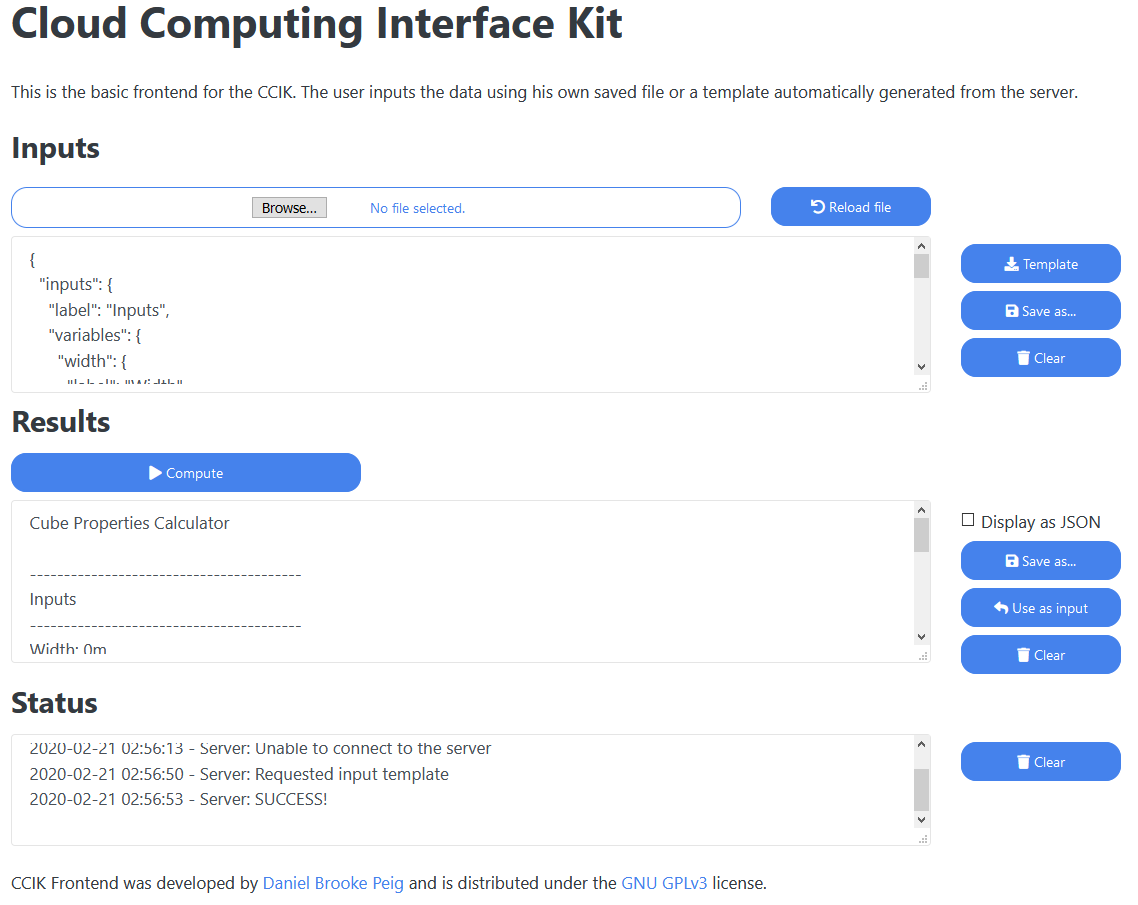 Cloud Computing Interface Kit
This is the basic frontend for the CCIK. The user inputs the data using his own saved file or a template automatically generated from the server.
Inputs
Browse... No file selected.
Reload file
{
"inputs": {
"label": "Inputs",
"variables": {
"width": {
"label": "Width"
Template
Save as...
Clear
Results
Compute
Cube Properties Calculator
----------------------------------------
Inputs
----------------------------------------
Width: 0m
Display as JSON
Save as...
Use as input
Clear
Status
2020-02-21 02:56:13 - Server: Unable to connect to the server
2020-02-21 02:56:50 - Server: Requested input template
2020-02-21 02:56:53 - Server: SUCCESS!
Clear
CCIK Frontend was developed by Daniel Brooke Peig and is distributed under the GNU GPLv3 license.